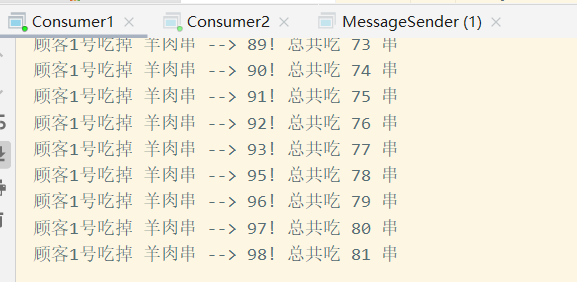 Consumer1 × Consumer2 × MessageSender (1) ×
顾客1号吃掉 羊肉串 --> 89! 总共吃 73 串
顾客1号吃掉 羊肉串 --> 90! 总共吃 74 串
顾客1号吃掉 羊肉串 --> 91! 总共吃 75 串
顾客1号吃掉 羊肉串 --> 92! 总共吃 76 串
顾客1号吃掉 羊肉串 --> 93! 总共吃 77 串
顾客1号吃掉 羊肉串 --> 95! 总共吃 78 串
顾客1号吃掉 羊肉串 --> 96! 总共吃 79 串
顾客1号吃掉 羊肉串 --> 97! 总共吃 80 串
顾客1号吃掉 羊肉串 --> 98! 总共吃 81 串